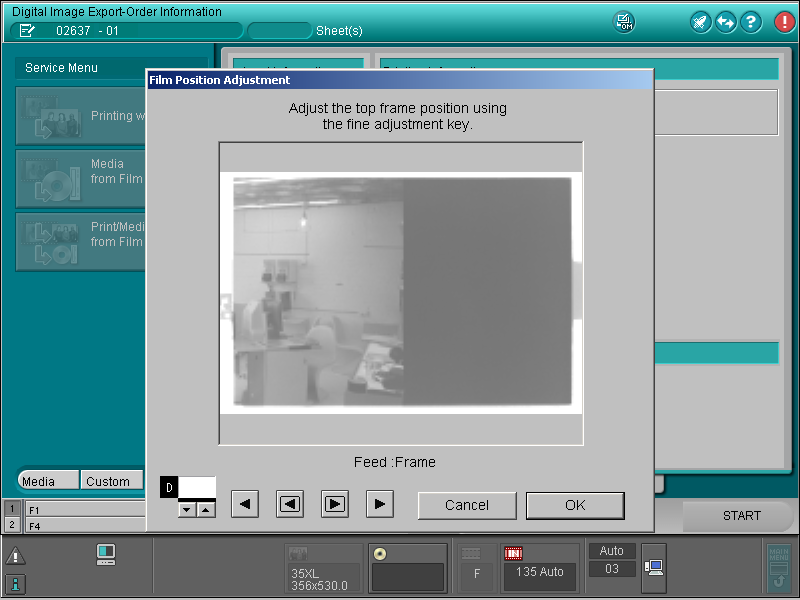 Digital Image Export-Order Information
02637 - 01
Sheet(s)
Service Menu
Printing w
Media
from Film
Print/Medi
from Film
Film Position Adjustment
Adjust the top frame position using
the fine adjustment key.
Feed :Frame
D
Cancel
OK
Media
Custom
1
F1
2
F4
START
35XL
356x530.0
F
135 Auto
Auto
03
MAIN
MENU